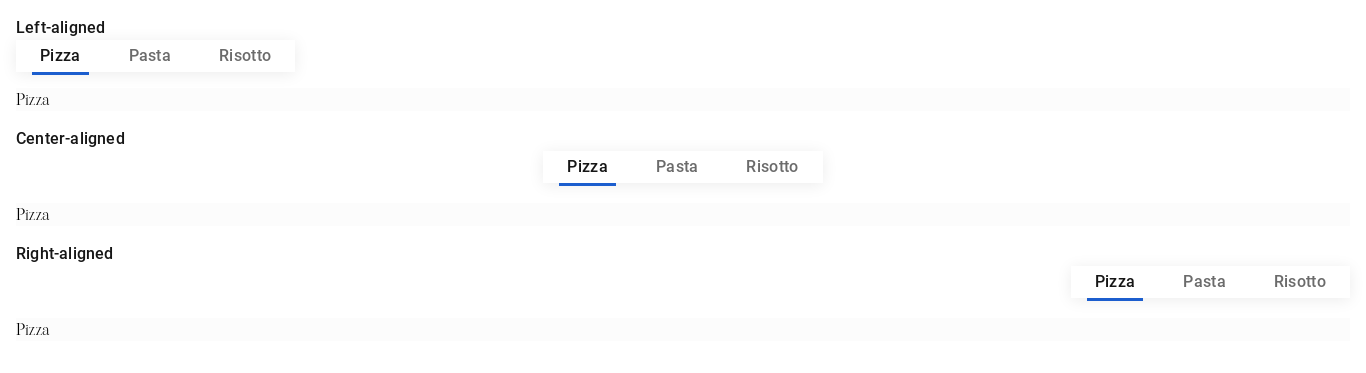 Left-aligned
Pizza Pasta Risotto
Pizza
Center-aligned
Pizza Pasta Risotto
Pizza
Right-aligned
Pizza Pasta Risotto
Pizza